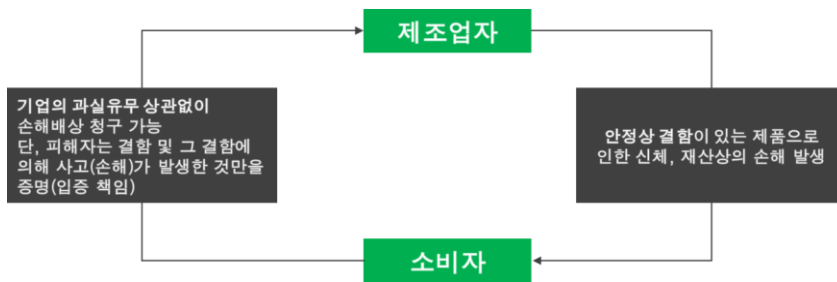 제조업자
기업의 과실유무 상관없이
손해배상 청구 가능
단, 피해자는 결함 및 그 결함에
의해 사고(손해)가 발생한 것만을
증명(입증 책임)
안정상 결함이 있는 제품으로
인한 신체, 재산상의 손해 발생
소비자